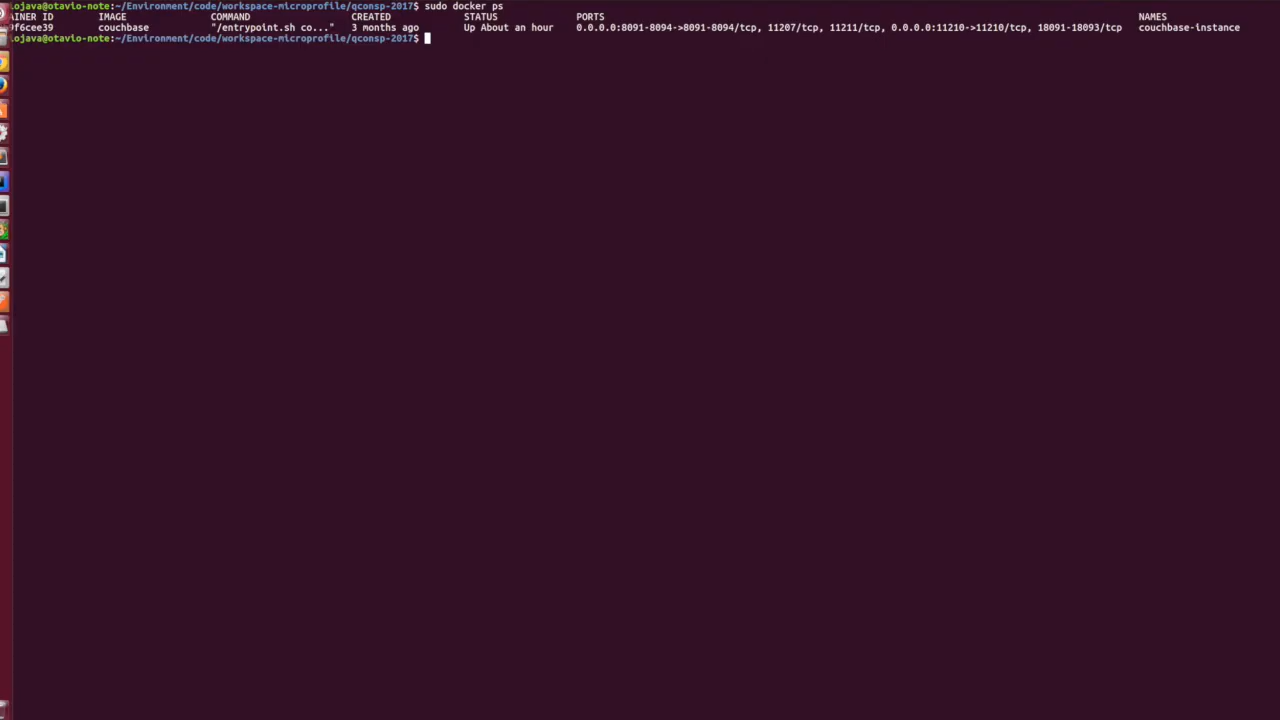 ojava@otavio-note:~/Environment/code/workspace-microprofile/qconsp-2017$ sudo docker ps
AINER ID IMAGE COMMAND CREATED STATUS PORTS NAMES
9f6cee39 couchbase "/entrypoint.sh co..." 3 months ago Up About an hour 0.0.0.0:8091-8094->8091-8094/tcp, 11207/tcp, 11211/tcp, 0.0.0.0:11210->11210/tcp, 18091-18093/tcp couchbase-instance
ojava@otavio-note:~/Environment/code/workspace-microprofile/qconsp-2017$